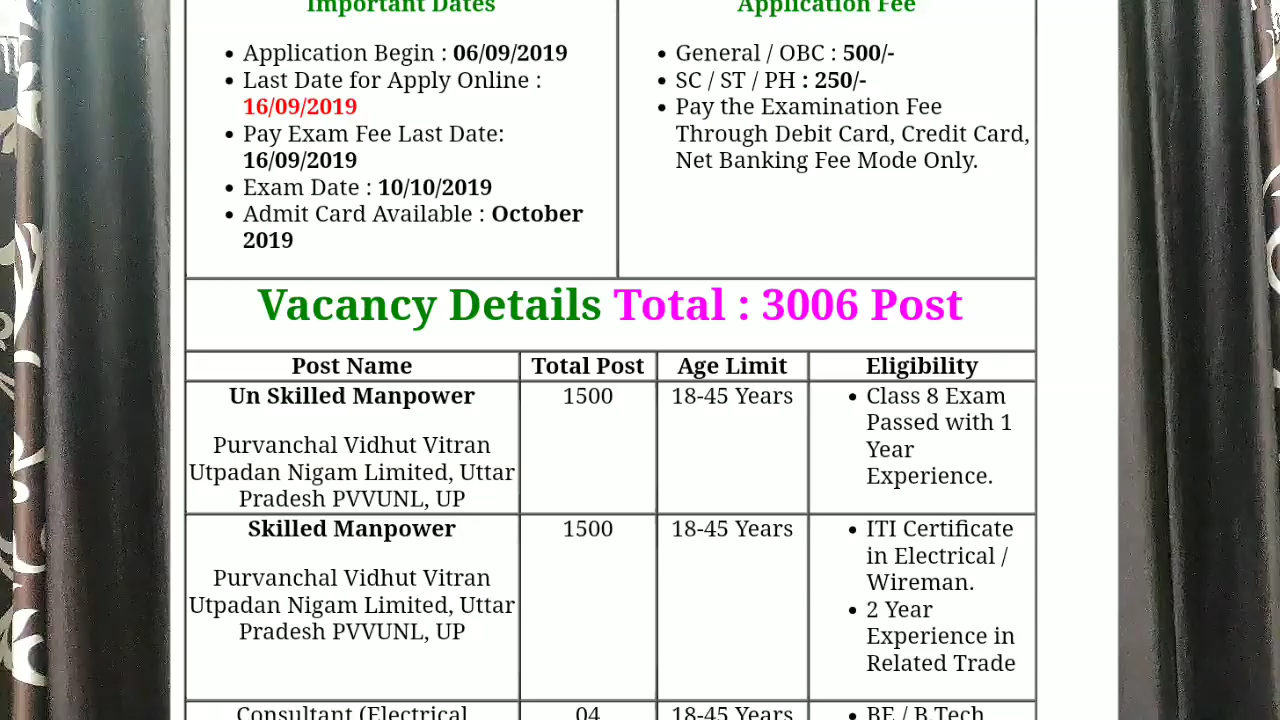 Important Dates
Application Begin : 06/09/2019
Last Date for Apply Online :
16/09/2019
Pay Exam Fee Last Date:
16/09/2019
Exam Date : 10/10/2019
Admit Card Available : October
2019
Application Fee
General / OBC : 500/-
SC / ST / PH : 250/-
Pay the Examination Fee
Through Debit Card, Credit Card,
Net Banking Fee Mode Only.
Vacancy Details Total : 3006 Post
Post Name Total Post Age Limit Eligibility
Un Skilled Manpower
Purvanchal Vidhut Vitran
Utpadan Nigam Limited, Uttar
Pradesh PVVUNL, UP
1500
18-45 Years
Class 8 Exam
Passed with 1
Year
Experience.
Skilled Manpower
Purvanchal Vidhut Vitran
Utpadan Nigam Limited, Uttar
Pradesh PVVUNL, UP
1500
18-45 Years
ITI Certificate
in Electrical /
Wireman.
2 Year
Experience in
Related Trade
Consultant (Electrical
04
18-45 Years
BE / B.Tech